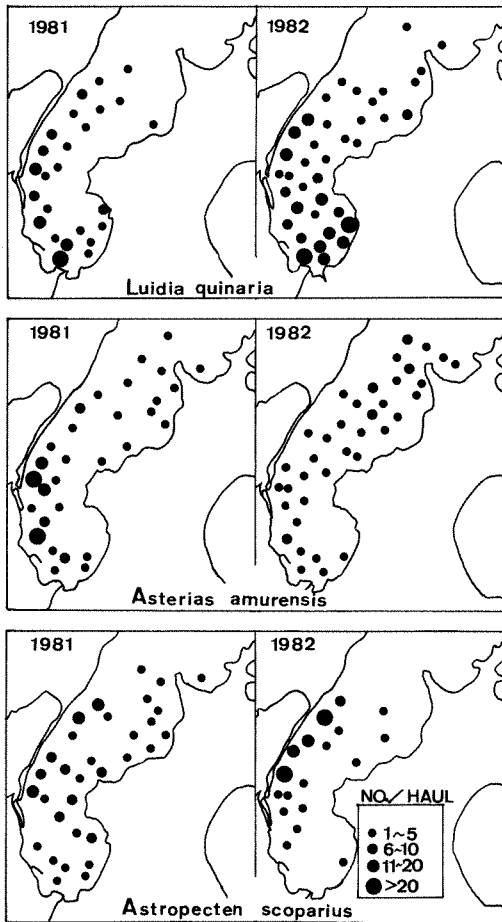 1981 1982
Luidia quinaria
1981 1982
Asterias amurensis
1981 1982
NO/HAUL
1~5
6~10
11~20
>20
Astropecten scoparius